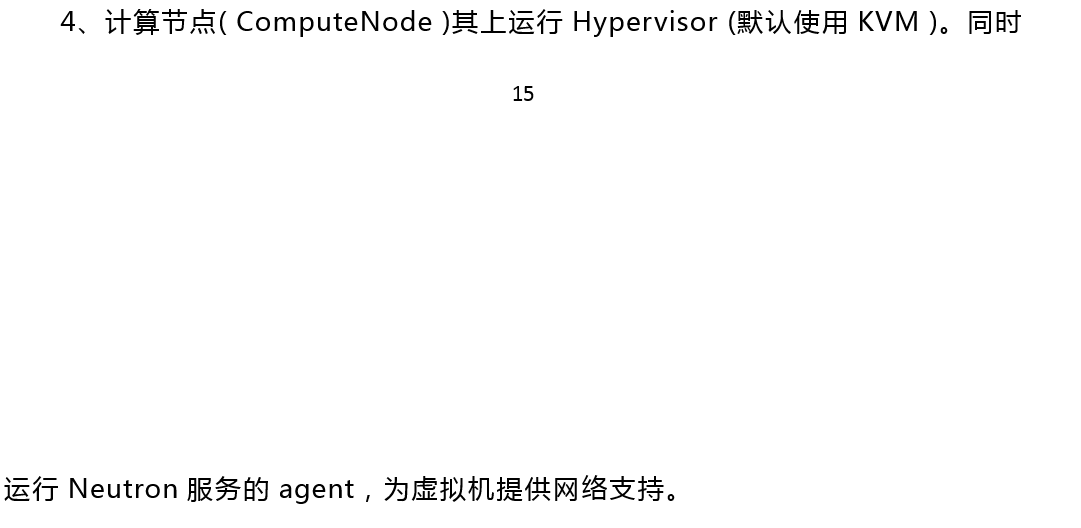 4、计算节点( ComputeNode )其上运行 Hypervisor (默认使用 KVM )。同时
15
运行 Neutron 服务的 agent，为虚拟机提供网络支持。